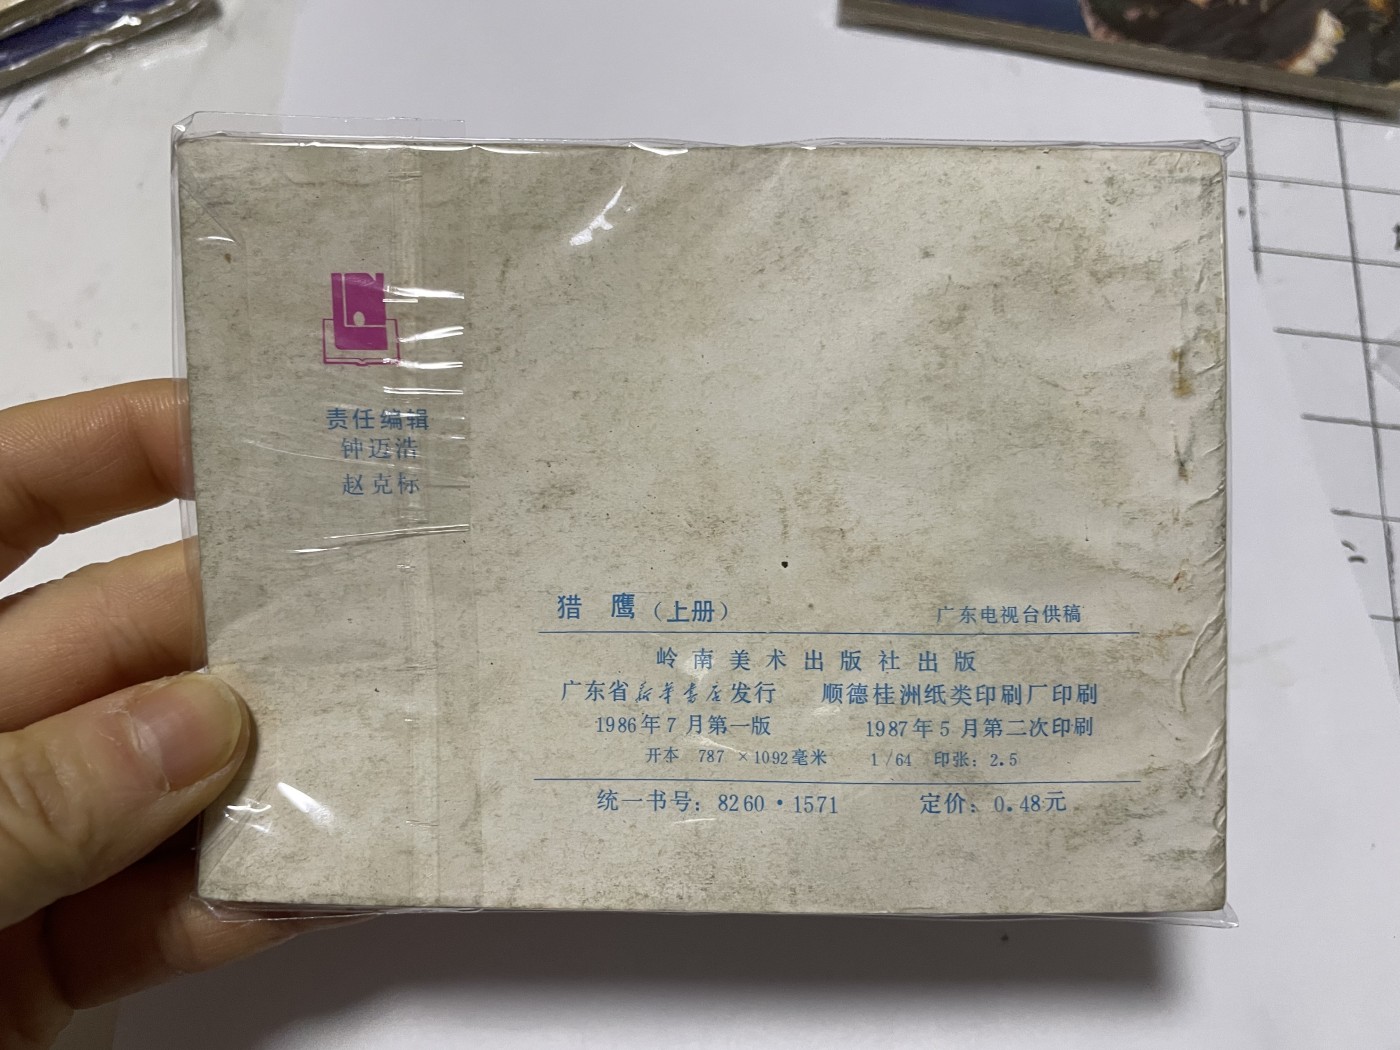 责任编辑
钟迈浩
赵克标
猎 鹰（上册） 广东电视台供稿
岭南美术出版社出版
广东省新华书店发行 顺德桂洲纸类印刷厂印刷
1986年7月第一版 1987年5月第二次印刷
开本 787×1092毫米 1/64 印张：2.5
统一书号：8260·1571 定价：0.48元